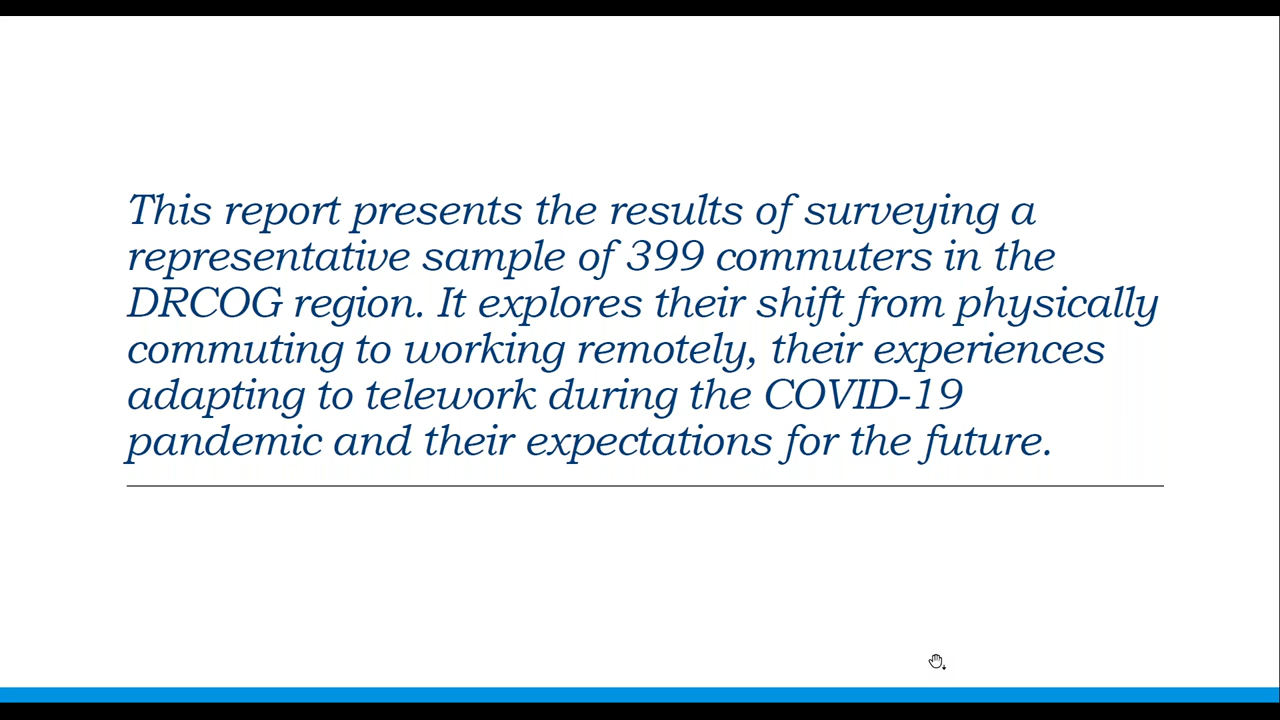 This report presents the results of surveying a
representative sample of 399 commuters in the
DRCOG region. It explores their shift from physically
commuting to working remotely, their experiences
adapting to telework during the COVID-19
pandemic and their expectations for the future.